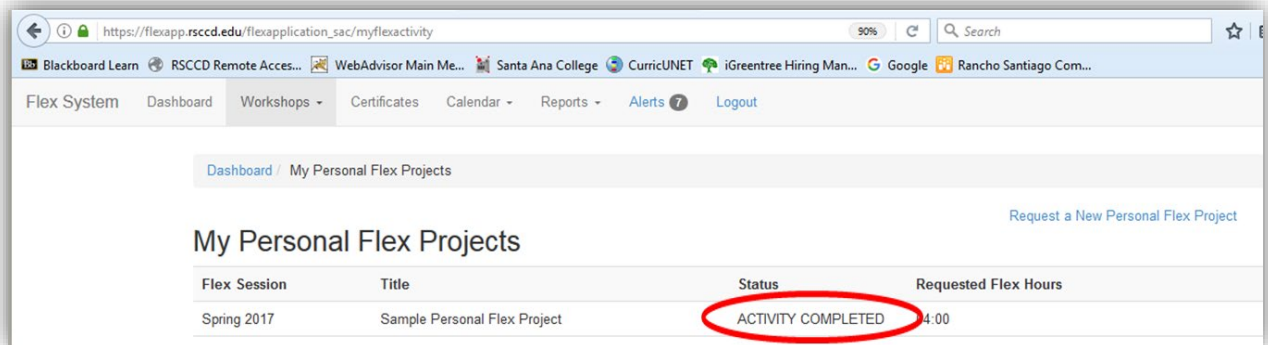 https://flexapp.rsccd.edu/flexapplication_sac/myflexactivity 90% Search
Blackboard Learn RSCCD Remote Acces... WebAdvisor Main Me... Santa Ana College CurricUNET iGreentree Hiring Man... Google Rancho Santiago Com...
Flex System Dashboard Workshops Certificates Calendar Reports Alerts 7 Logout
Dashboard / My Personal Flex Projects
Request a New Personal Flex Project
My Personal Flex Projects
Flex Session Title Status Requested Flex Hours
Spring 2017 Sample Personal Flex Project ACTIVITY COMPLETED 4:00